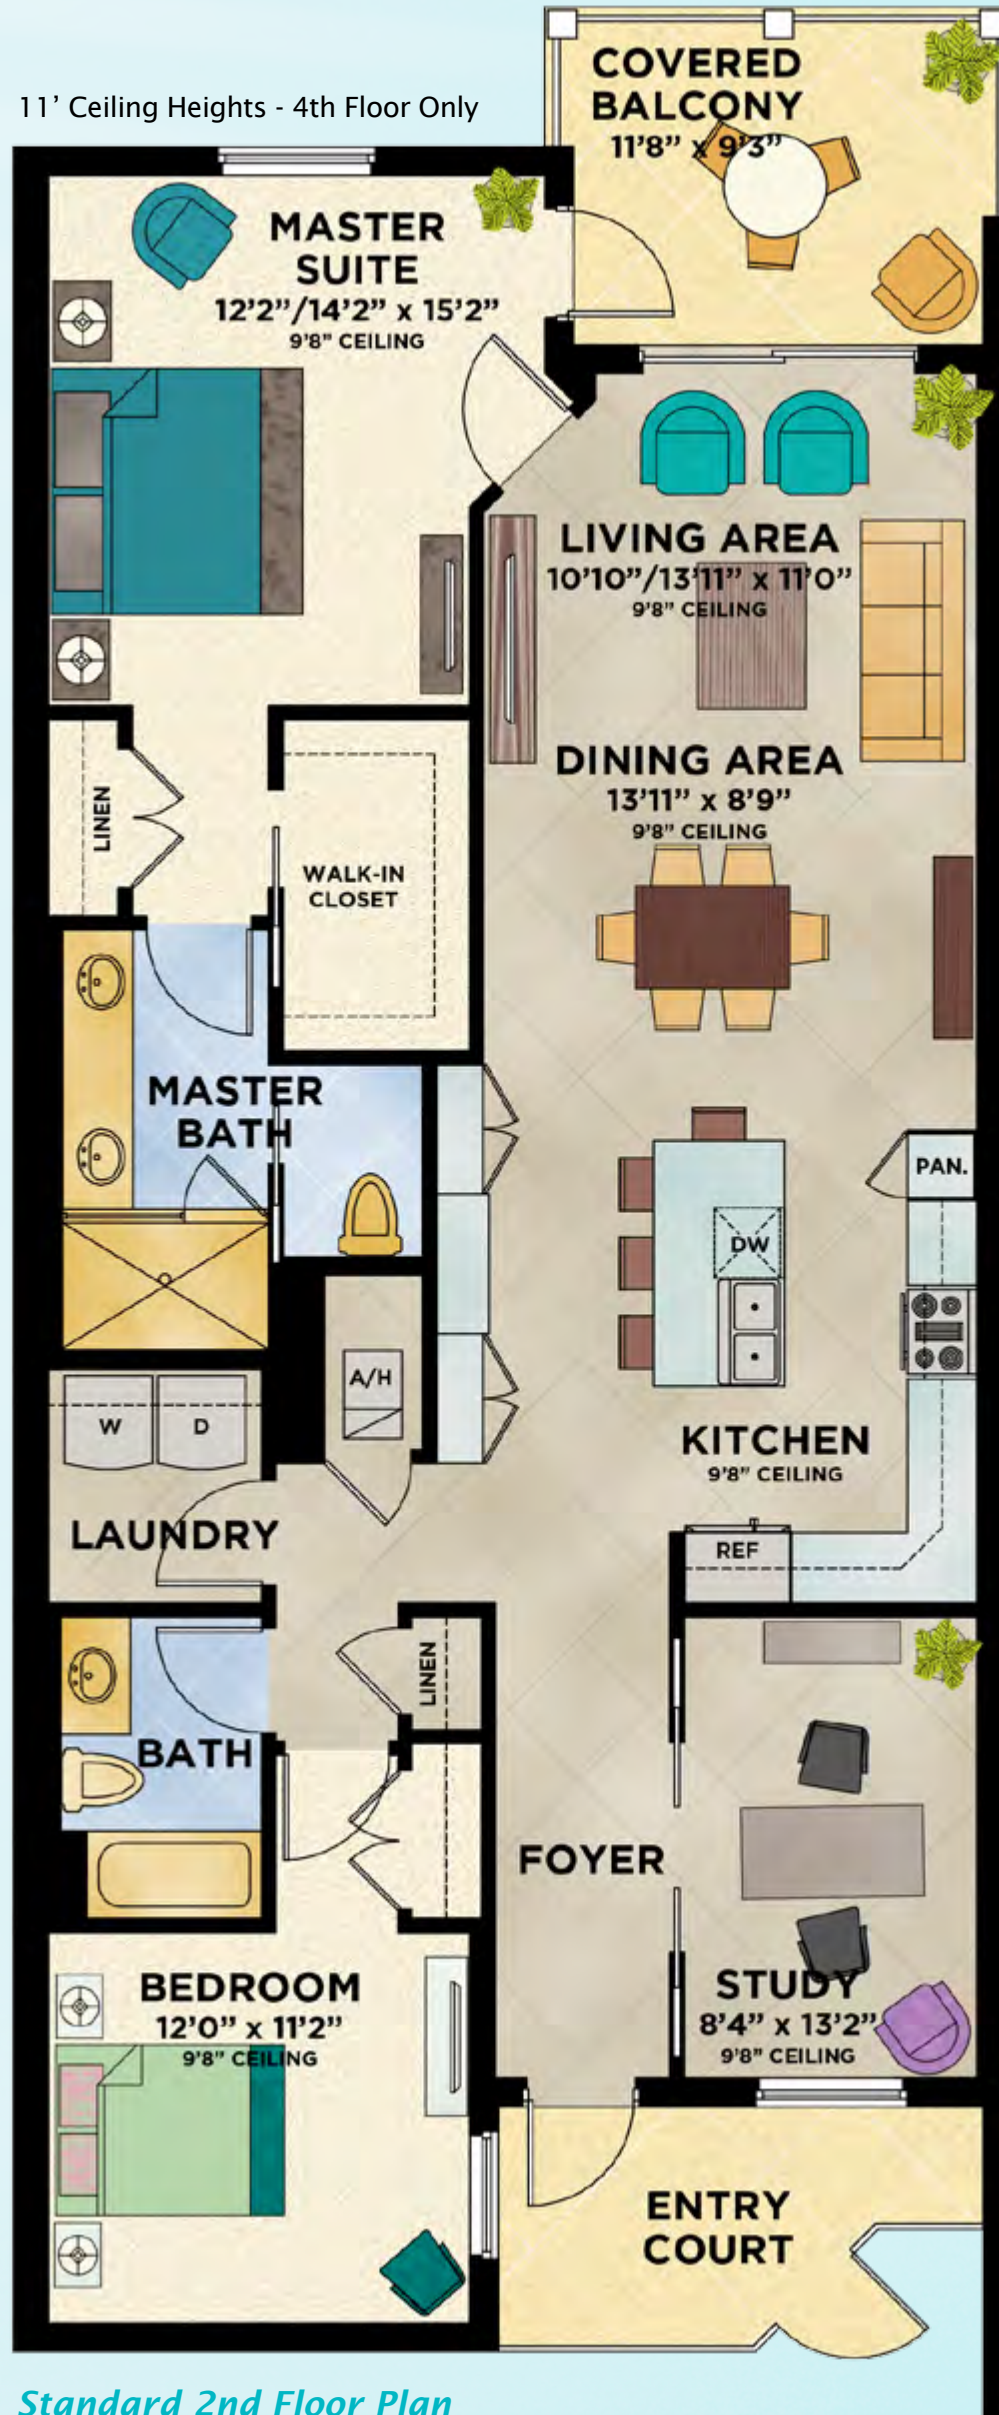 COVERED
BALCONY
11'8” x 9'3”
11’ Ceiling Heights - 4th Floor Only
MASTER
SUITE
12'2”/14'2” x 15'2”
9'8” CEILING
LIVING AREA
10'10”/13'11” x 11'0”
9'8” CEILING
DINING AREA
13'11” x 8'9”
9'8” CEILING
LINEN
WALK-IN
CLOSET
MASTER
BATH
PAN.
DW
A/H
W
D
KITCHEN
9'8” CEILING
LAUNDRY
REF
LINEN
BATH
FOYER
STUDY
8'4” x 13'2”
9'8” CEILING
BEDROOM
12'0” x 11'2”
9'8” CEILING
ENTRY
COURT
Standard 2nd Floor Plan